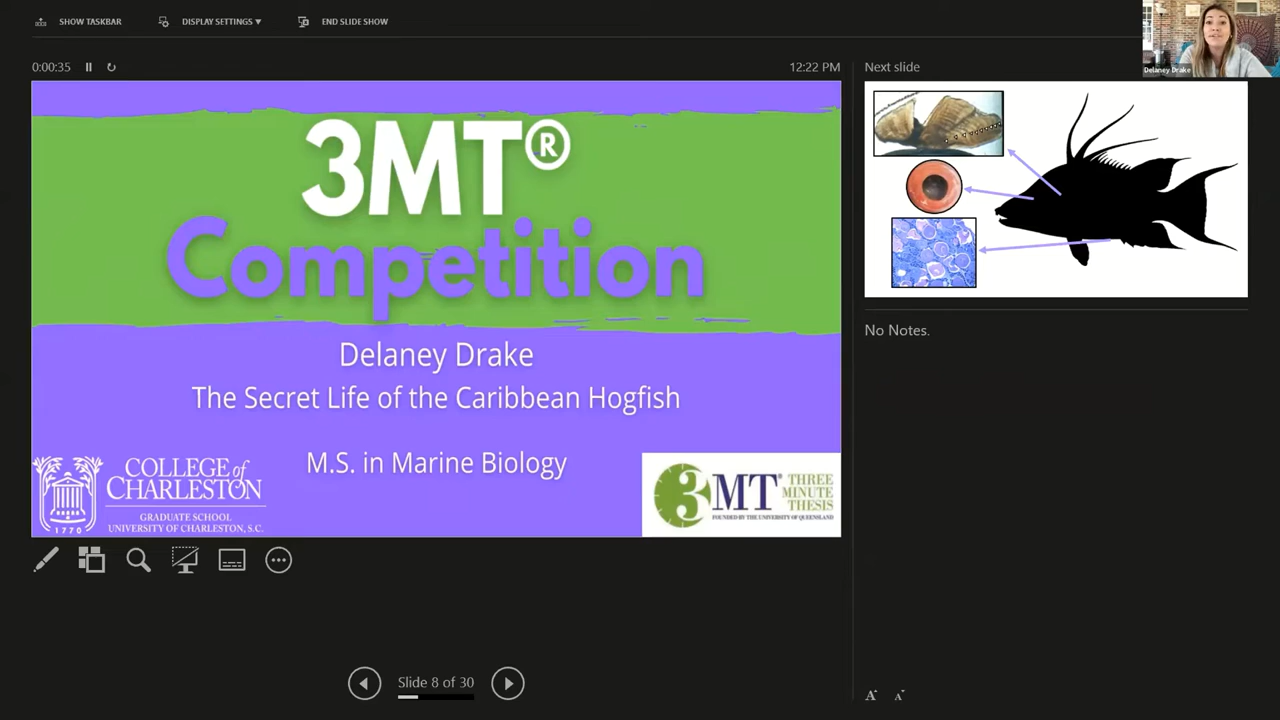 SHOW TASKBAR
DISPLAY SETTINGS ▼
END SLIDE SHOW
Delaney Drake
0:00:35
12:22 PM
Next slide
3MT®
Competition
Delaney Drake
The Secret Life of the Caribbean Hogfish
M.S. in Marine Biology
COLLEGE of
CHARLESTON
GRADUATE SCHOOL
UNIVERSITY OF CHARLESTON, S.C.
1770
3MT®
THREE
MINUTE
THESIS
FOUNDED BY THE UNIVERSITY OF QUEENSLAND
No Notes.
Slide 8 of 30
A
A